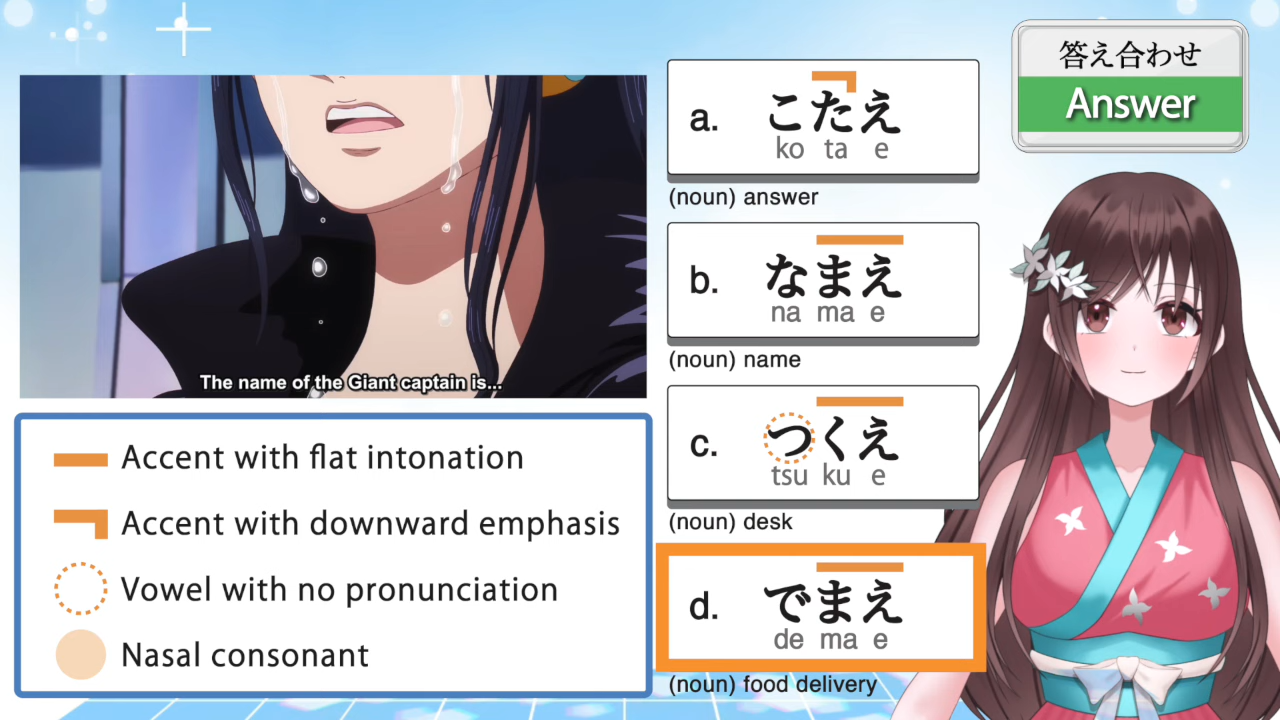 答え合わせ
Answer
The name of the Giant captain is...
a. こたえ
ko ta e
(noun) answer
b. なまえ
na ma e
(noun) name
c. つくえ
tsu ku e
(noun) desk
d. でまえ
de ma e
(noun) food delivery
Accent with flat intonation
Accent with downward emphasis
Vowel with no pronunciation
Nasal consonant